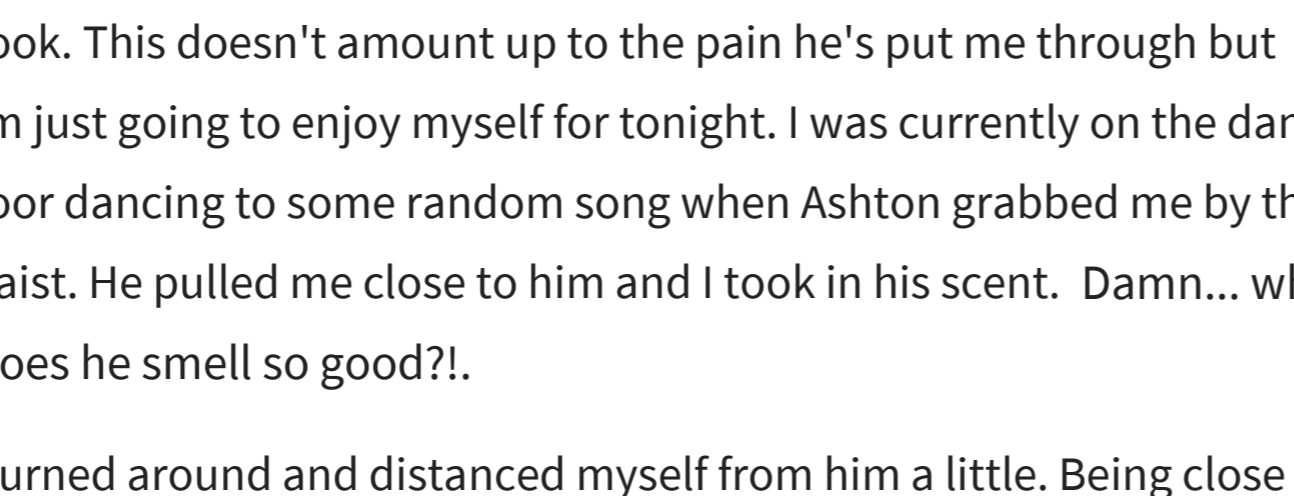 ook. This doesn't amount up to the pain he's put me through but
m just going to enjoy myself for tonight. I was currently on the dan
oor dancing to some random song when Ashton grabbed me by th
aist. He pulled me close to him and I took in his scent.  Damn... wh
oes he smell so good?!.
urned around and distanced myself from him a little. Being close